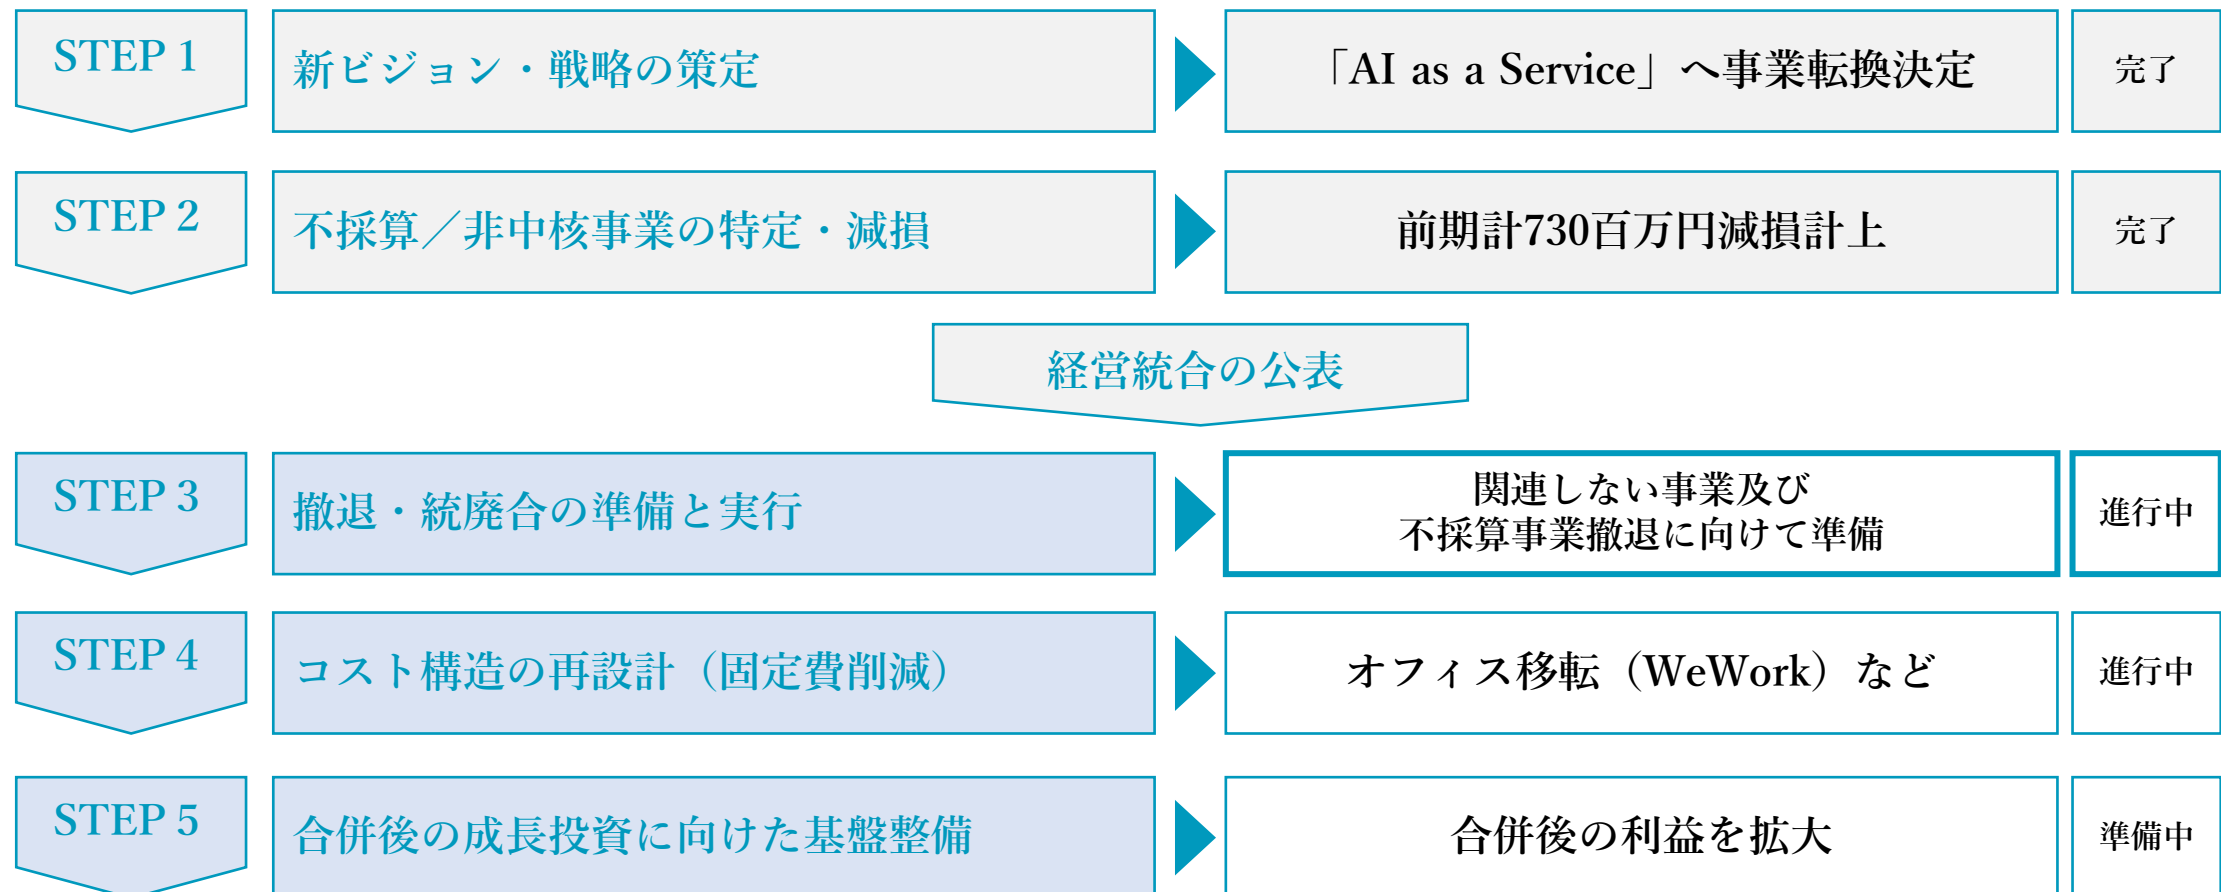 STEP 1
新ビジョン・戦略の策定
「AI as a Service」へ事業転換決定
完了
STEP 2
不採算／非中核事業の特定・減損
前期計730百万円減損計上
完了
経営統合の公表
STEP 3
撤退・統廃合の準備と実行
関連しない事業及び
不採算事業撤退に向けて準備
進行中
STEP 4
コスト構造の再設計（固定費削減）
オフィス移転（WeWork）など
進行中
STEP 5
合併後の成長投資に向けた基盤整備
合併後の利益を拡大
準備中